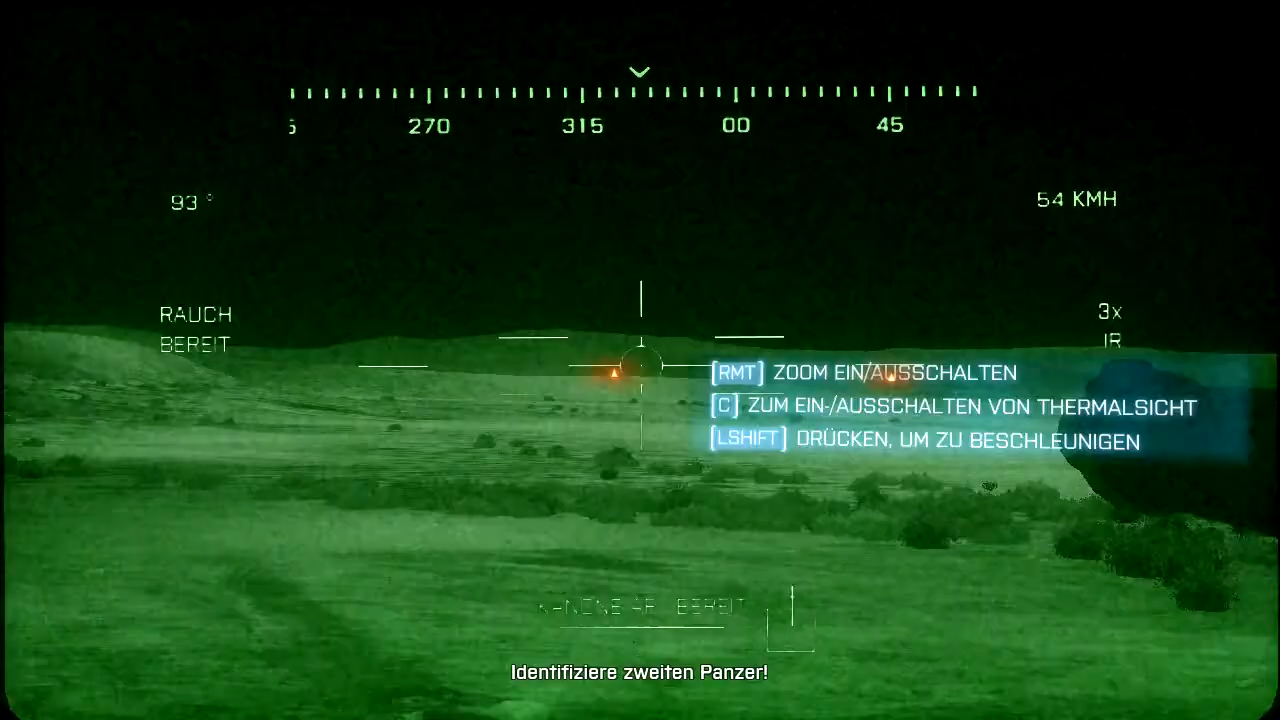 270 315 00 45
93 °
54 KMH
RAUCH
BEREIT
3x
IR
[RMT] ZOOM EIN/AUSSCHALTEN
[C] ZUM EIN-/AUSSCHALTEN VON THERMALSICHT
[LSHIFT] DRÜCKEN, UM ZU BESCHLEUNIGEN
KANONE BEREIT
Identifiziere zweiten Panzer!